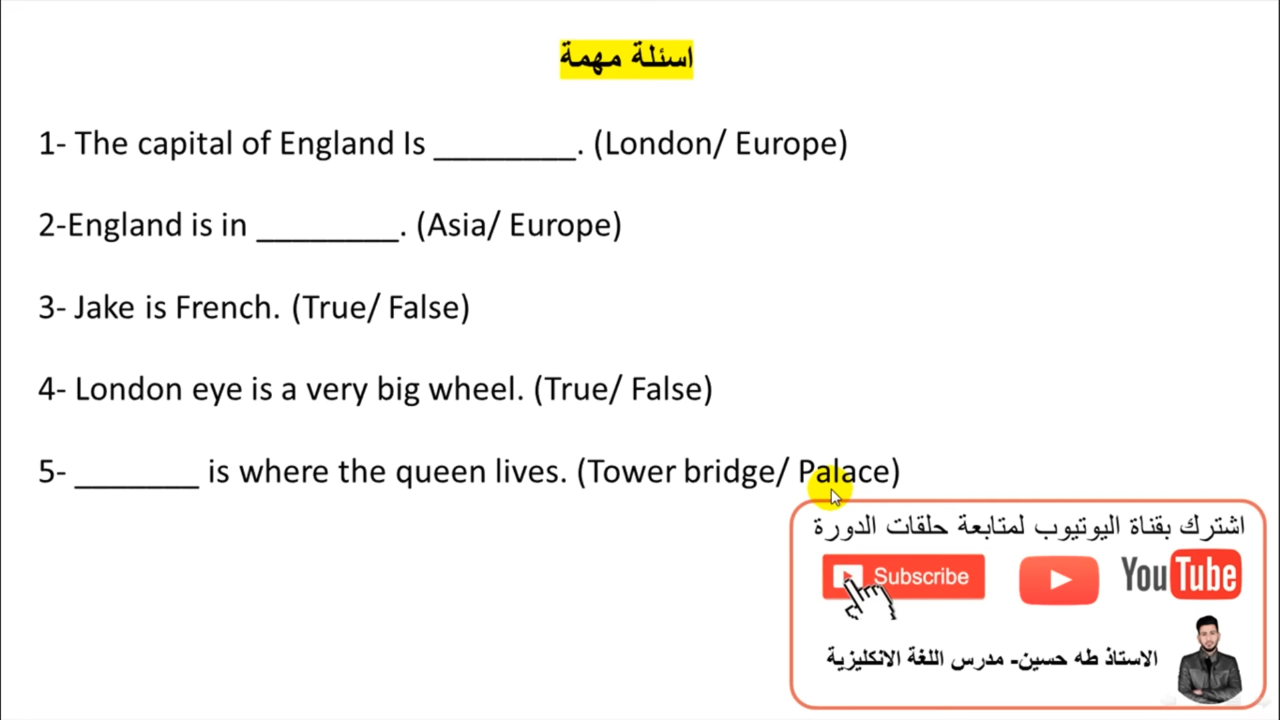 اسئلة مهمة
1- The capital of England Is ________. (London/ Europe)
2-England is in ________. (Asia/ Europe)
3- Jake is French. (True/ False)
4- London eye is a very big wheel. (True/ False)
5- _______ is where the queen lives. (Tower bridge/ Palace)
اشترك بقناة اليوتيوب لمتابعة حلقات الدورة
Subscribe
YouTube
الاستاذ طه حسين- مدرس اللغة الانكليزية